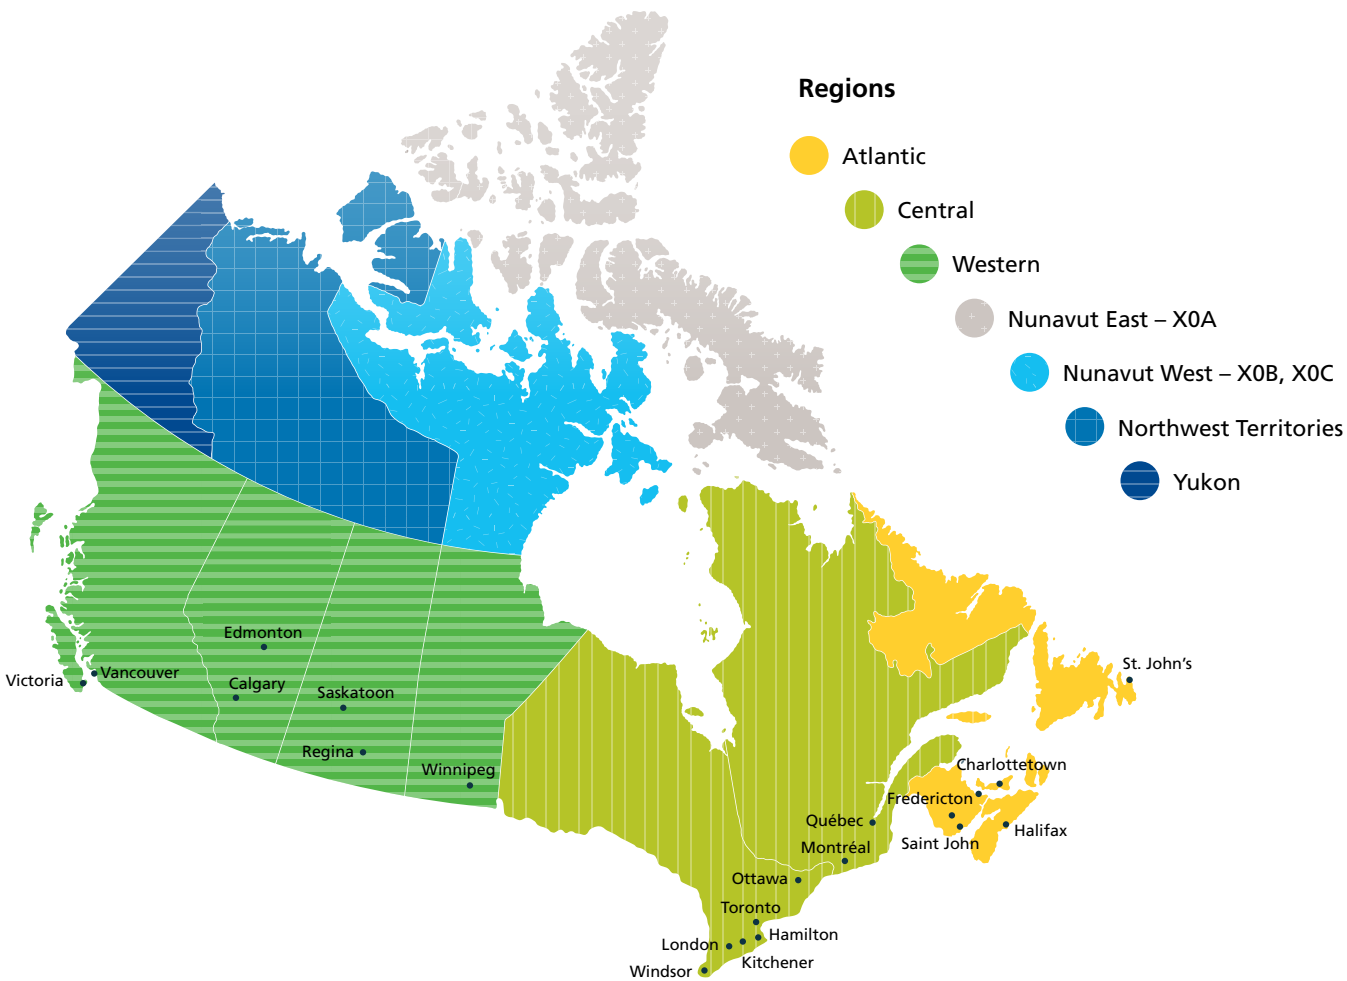 Regions
Atlantic
Central
Western
Nunavut East – X0A
Nunavut West – X0B, X0C
Northwest Territories
Yukon
Edmonton
Victoria
Vancouver
Calgary
Saskatoon
Regina
Winnipeg
St. John's
Charlottetown
Fredericton
Québec
Halifax
Saint John
Montréal
Ottawa
Toronto
Hamilton
London
Kitchener
Windsor